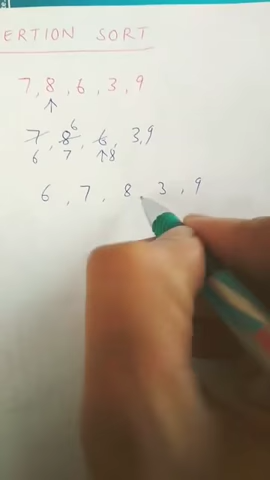 ERTION SORT
7, 8, 6, 3, 9
↑
6
7, 8, 6, 3, 9
6 7 ↑8
6, 7, 8, 3, 9